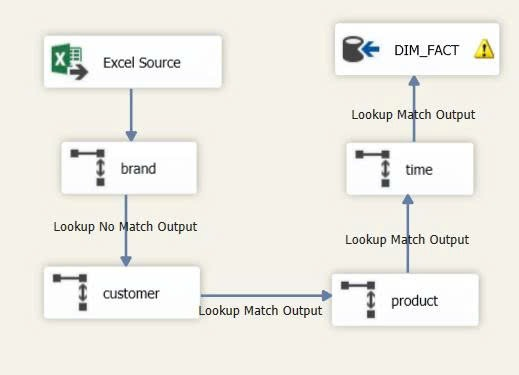 Excel Source
brand
Lookup No Match Output
customer
Lookup Match Output
product
Lookup Match Output
time
Lookup Match Output
DIM_FACT